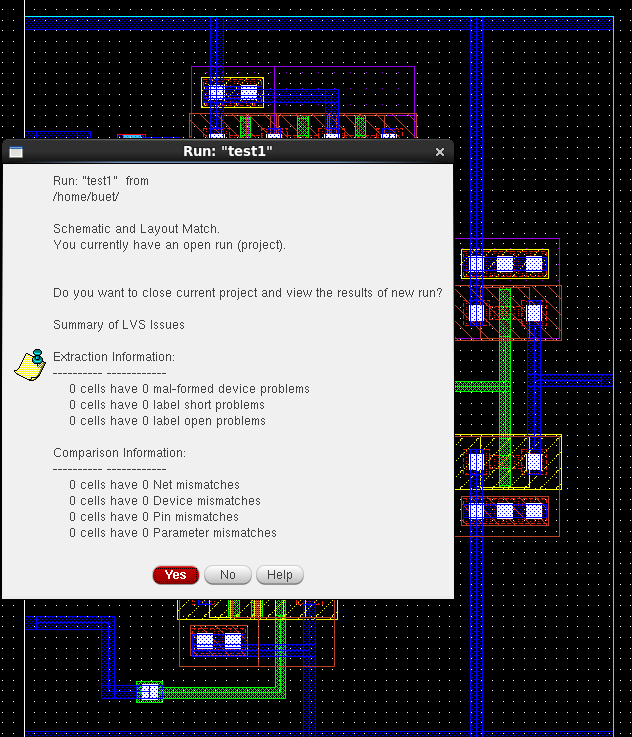 Run: "test1"
Run: "test1" from
/home/buet/
Schematic and Layout Match.
You currently have an open run (project).
Do you want to close current project and view the results of new run?
Summary of LVS Issues
Extraction Information:
---------- ------------
0 cells have 0 mal-formed device problems
0 cells have 0 label short problems
0 cells have 0 label open problems
Comparison Information:
---------- ------------
0 cells have 0 Net mismatches
0 cells have 0 Device mismatches
0 cells have 0 Pin mismatches
0 cells have 0 Parameter mismatches
Yes No Help